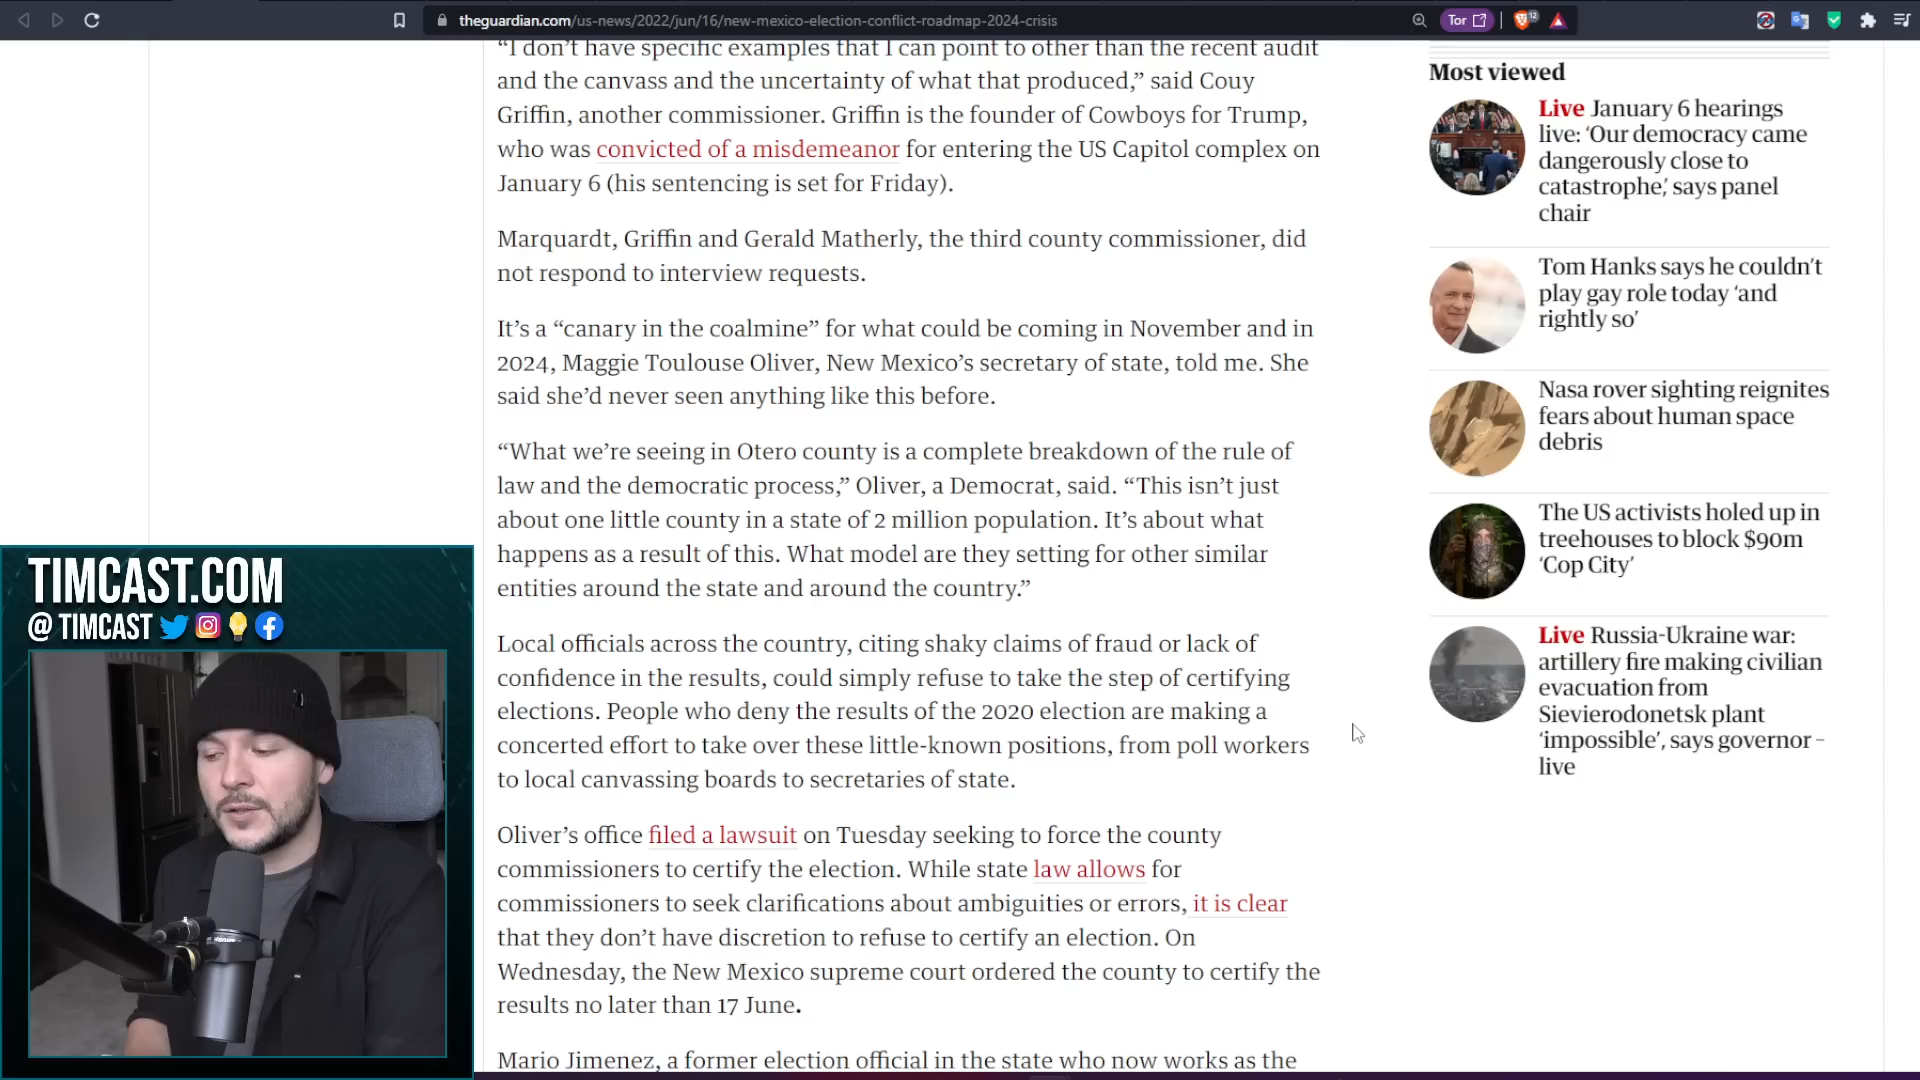 theguardian.com/us-news/2022/jun/16/new-mexico-election-conflict-roadmap-2024-crisis
Tor
12
“I don’t have specific examples that I can point to other than the recent audit
and the canvass and the uncertainty of what that produced,” said Couy
Griffin, another commissioner. Griffin is the founder of Cowboys for Trump,
who was convicted of a misdemeanor for entering the US Capitol complex on
January 6 (his sentencing is set for Friday).
Marquardt, Griffin and Gerald Matherly, the third county commissioner, did
not respond to interview requests.
It’s a “canary in the coalmine” for what could be coming in November and in
2024, Maggie Toulouse Oliver, New Mexico’s secretary of state, told me. She
said she’d never seen anything like this before.
“What we’re seeing in Otero county is a complete breakdown of the rule of
law and the democratic process,” Oliver, a Democrat, said. “This isn’t just
about one little county in a state of 2 million population. It’s about what
happens as a result of this. What model are they setting for other similar
entities around the state and around the country.”
Local officials across the country, citing shaky claims of fraud or lack of
confidence in the results, could simply refuse to take the step of certifying
elections. People who deny the results of the 2020 election are making a
concerted effort to take over these little-known positions, from poll workers
to local canvassing boards to secretaries of state.
Oliver’s office filed a lawsuit on Tuesday seeking to force the county
commissioners to certify the election. While state law allows for
commissioners to seek clarifications about ambiguities or errors, it is clear
that they don’t have discretion to refuse to certify an election. On
Wednesday, the New Mexico supreme court ordered the county to certify the
results no later than 17 June.
Mario Jimenez, a former election official in the state who now works as the
Most viewed
Live January 6 hearings
live: ‘Our democracy came
dangerously close to
catastrophe,’ says panel
chair
Tom Hanks says he couldn’t
play gay role today ‘and
rightly so’
Nasa rover sighting reignites
fears about human space
debris
The US activists holed up in
treehouses to block $90m
‘Cop City’
Live Russia-Ukraine war:
artillery fire making civilian
evacuation from
Sievierodonetsk plant
‘impossible’, says governor –
live
TIMCAST.COM
@ TIMCAST